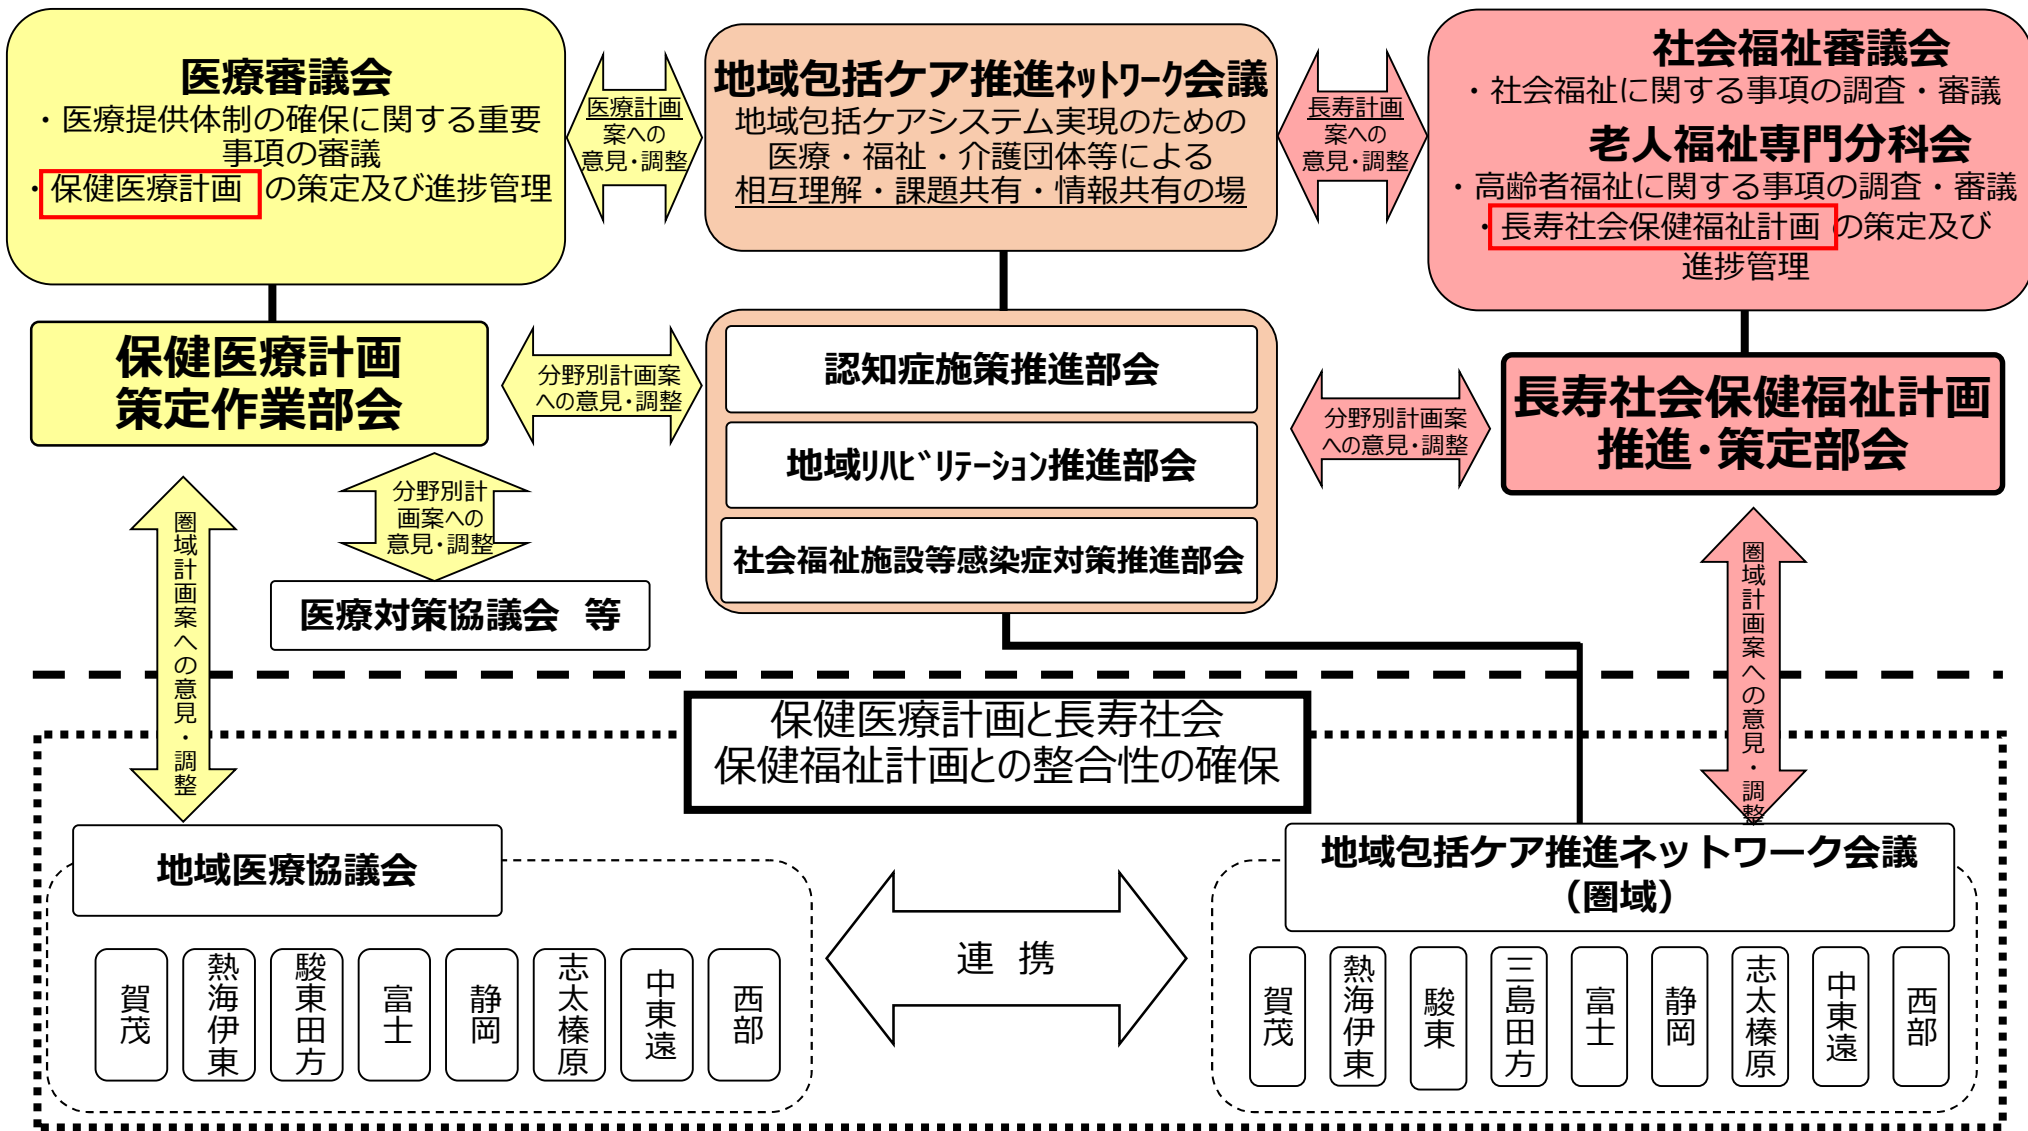 医療審議会
・医療提供体制の確保に関する重要
事項の審議
・保健医療計画 の策定及び進捗管理
医療計画
案への
意見・調整
地域包括ケア推進ﾈｯﾄﾜｰｸ会議
地域包括ケアシステム実現のための
医療・福祉・介護団体等による
相互理解・課題共有・情報共有の場
長寿計画
案への
意見・調整
社会福祉審議会
・社会福祉に関する事項の調査・審議
老人福祉専門分科会
・高齢者福祉に関する事項の調査・審議
・長寿社会保健福祉計画 の策定及び
進捗管理
保健医療計画
策定作業部会
分野別計画案
への意見・調整
認知症施策推進部会
地域ﾘﾊﾋﾞﾘﾃｰｼｮﾝ推進部会
社会福祉施設等感染症対策推進部会
分野別計画案
への意見・調整
長寿社会保健福祉計画
推進・策定部会
分野別計
画案への
意見・調整
医療対策協議会 等
圏域計画案への意見・調整
圏域計画案への意見・調整
保健医療計画と長寿社会
保健福祉計画との整合性の確保
地域医療協議会
賀茂
熱海伊東
駿東田方
富士
静岡
志太榛原
中東遠
西部
連 携
地域包括ケア推進ネットワーク会議
（圏域）
賀茂
熱海伊東
駿東
三島田方
富士
静岡
志太榛原
中東遠
西部